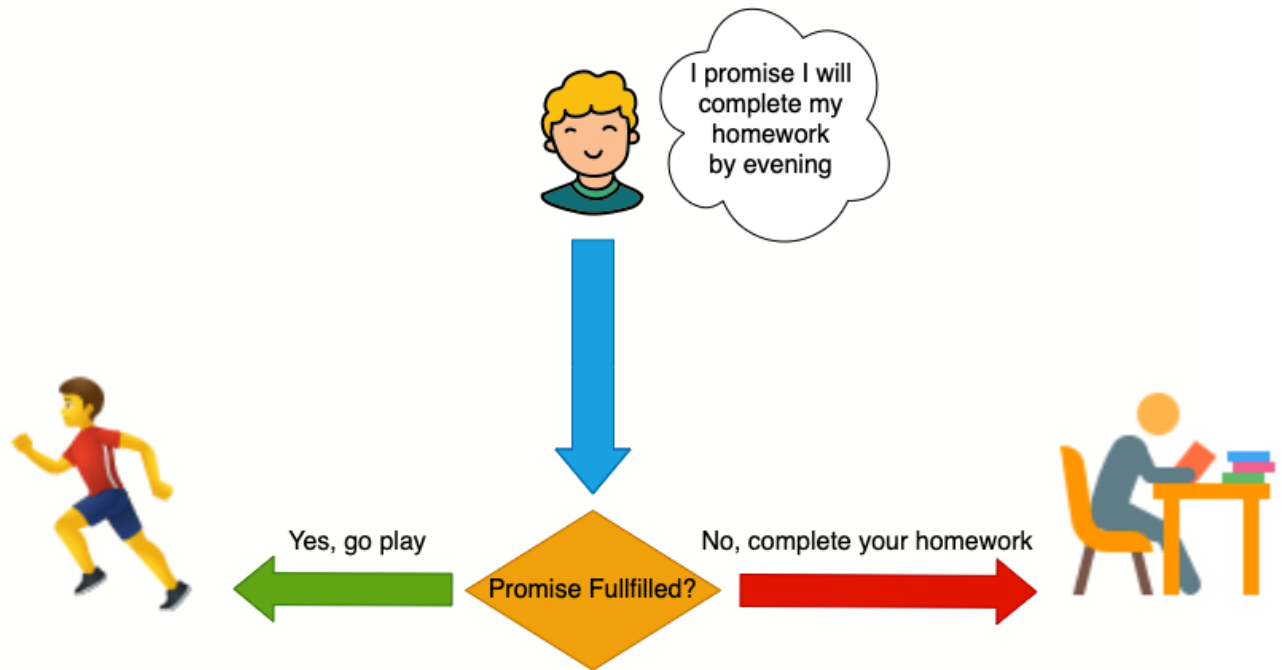 I promise I will
complete my
homework
by evening
Yes, go play
No, complete your homework
Promise Fullfilled?